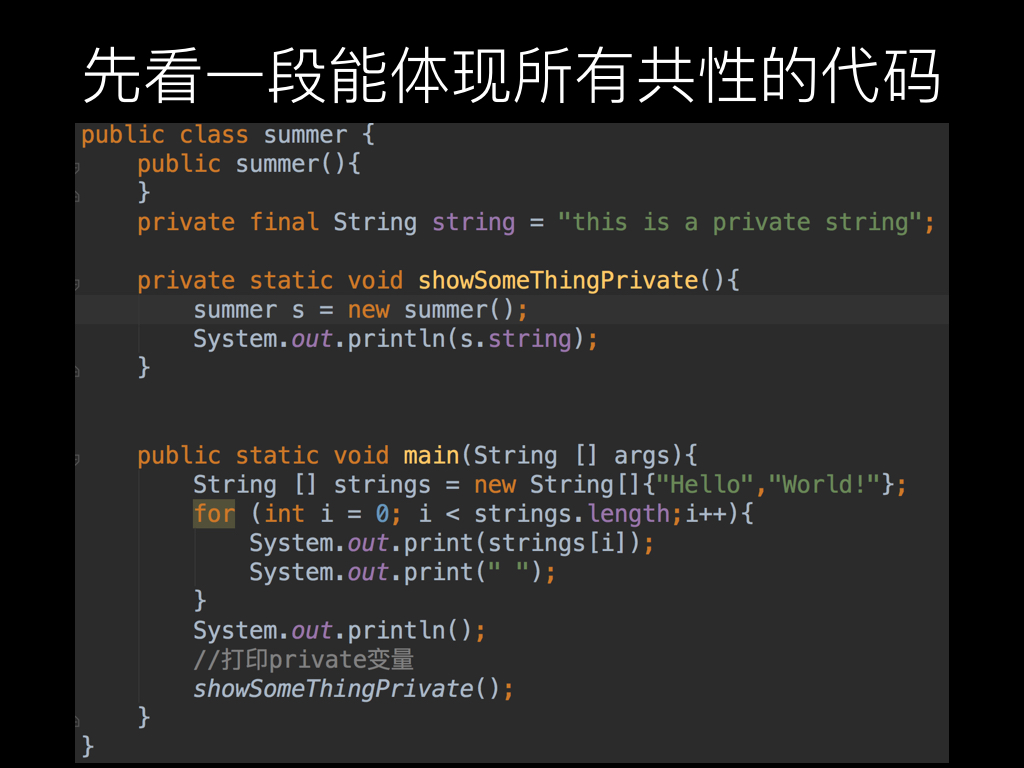 先看一段能体现所有共性的代码
public class summer {
    public summer(){
    }
    private final String string = "this is a private string";
    private static void showSomeThingPrivate(){
        summer s = new summer();
        System.out.println(s.string);
    }
    public static void main(String [] args){
        String [] strings = new String[]{"Hello","World!"};
        for (int i = 0; i < strings.length;i++){
            System.out.print(strings[i]);
            System.out.print(" ");
        }
        System.out.println();
        //打印private变量
        showSomeThingPrivate();
    }
}